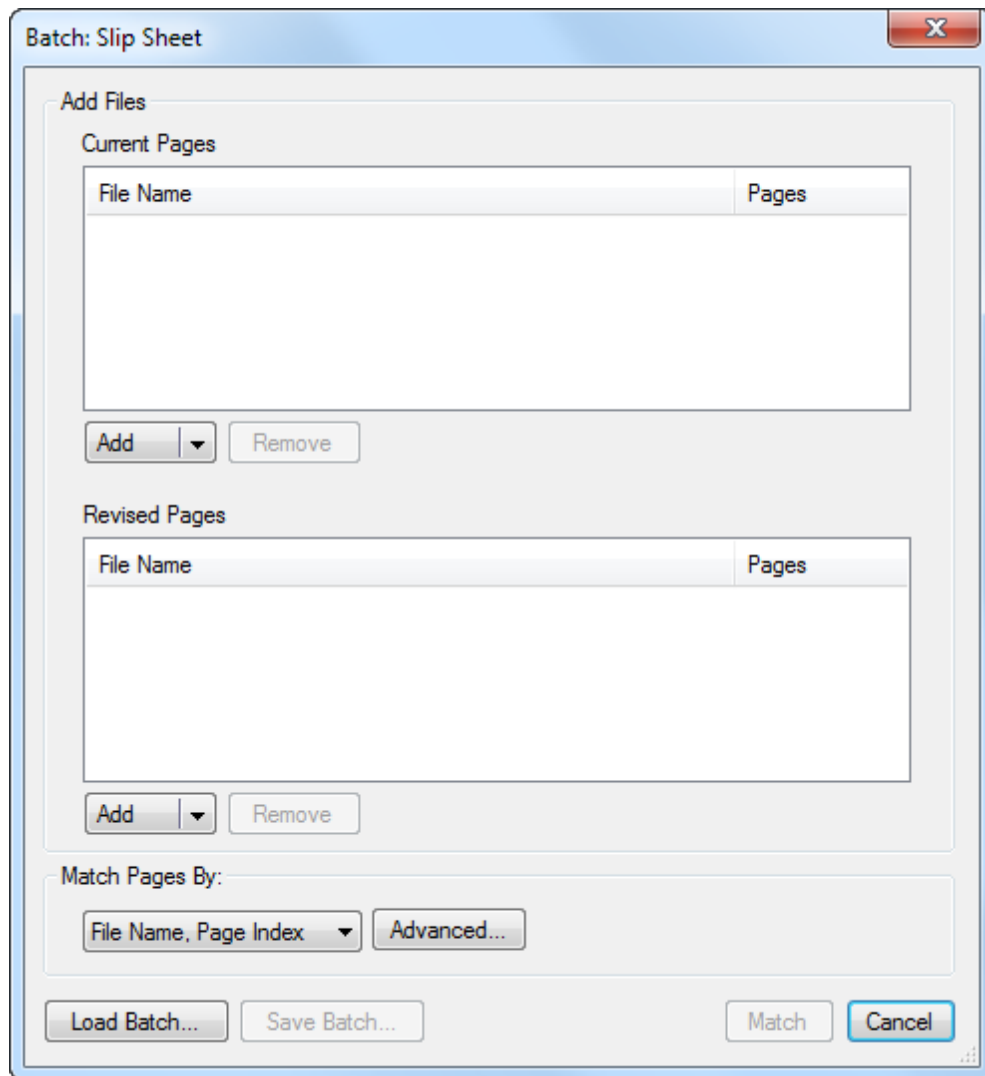 Batch: Slip Sheet
Add Files
Current Pages
File Name Pages
Add Remove
Revised Pages
File Name Pages
Add Remove
Match Pages By:
File Name, Page Index Advanced...
Load Batch... Save Batch... Match Cancel